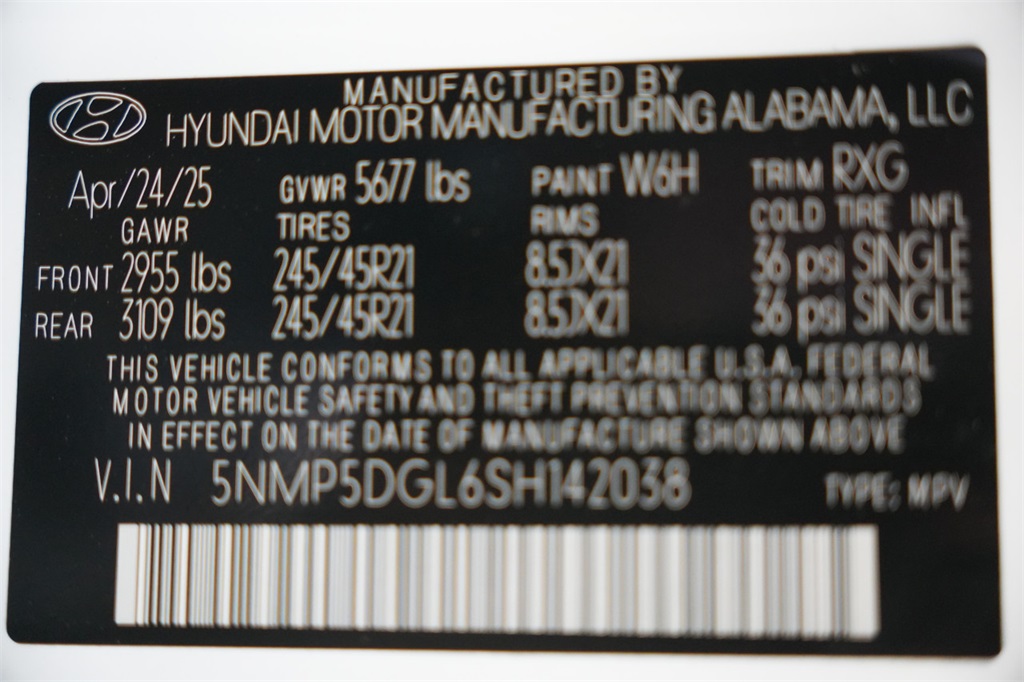 MANUFACTURED BY
HYUNDAI MOTOR MANUFACTURING ALABAMA, LLC
Apr/24/25 GVWR 5677 lbs PAINT W6H TRIM RXG
GAWR TIRES RIMS COLD TIRE INFL
FRONT 2955 lbs 245/45R21 8.5JX21 36 psi SINGLE
REAR 3109 lbs 245/45R21 8.5JX21 36 psi SINGLE
THIS VEHICLE CONFORMS TO ALL APPLICABLE U.S.A. FEDERAL
MOTOR VEHICLE SAFETY AND THEFT PREVENTION STANDARDS
IN EFFECT ON THE DATE OF MANUFACTURE SHOWN ABOVE
V.I.N 5NMP5DGL6SH142038 TYPE: MPV